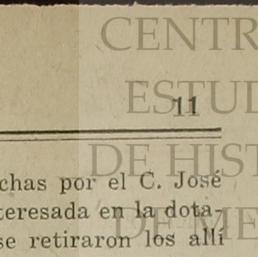 CENTR
ESTUD
11
DE HIST
chas por el C. José
teresada en la dota,
se retiraron los allí
DE ME